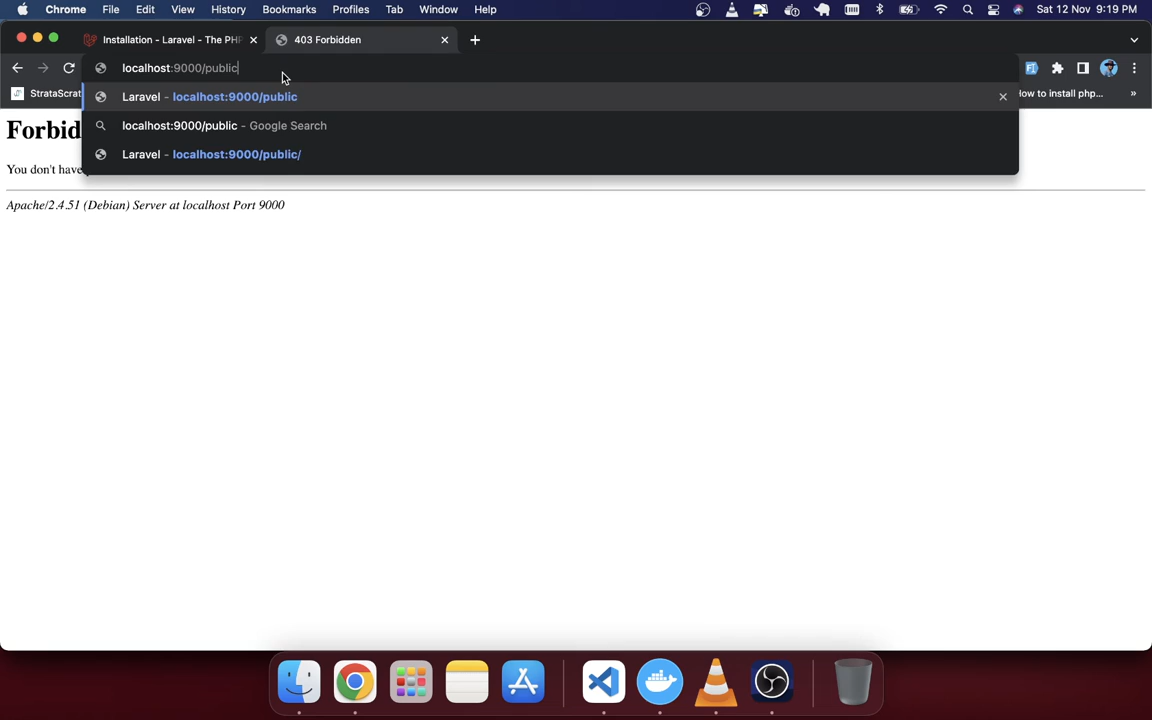 Chrome File Edit View History Bookmarks Profiles Tab Window Help Sat 12 Nov 9:19 PM
Installation - Laravel - The PHP 403 Forbidden
localhost:9000/public
StrataScrat How to install php... »
Laravel - localhost:9000/public
localhost:9000/public - Google Search
Laravel - localhost:9000/public/
Forbid
You don't have
Apache/2.4.51 (Debian) Server at localhost Port 9000